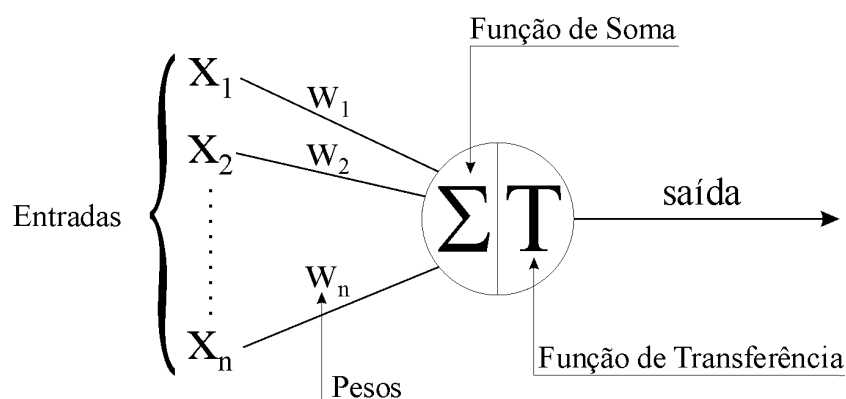 Função de Soma
X1
w1
X2
w2
Entradas
Σ T
saída
wn
Xn
Função de Transferência
Pesos